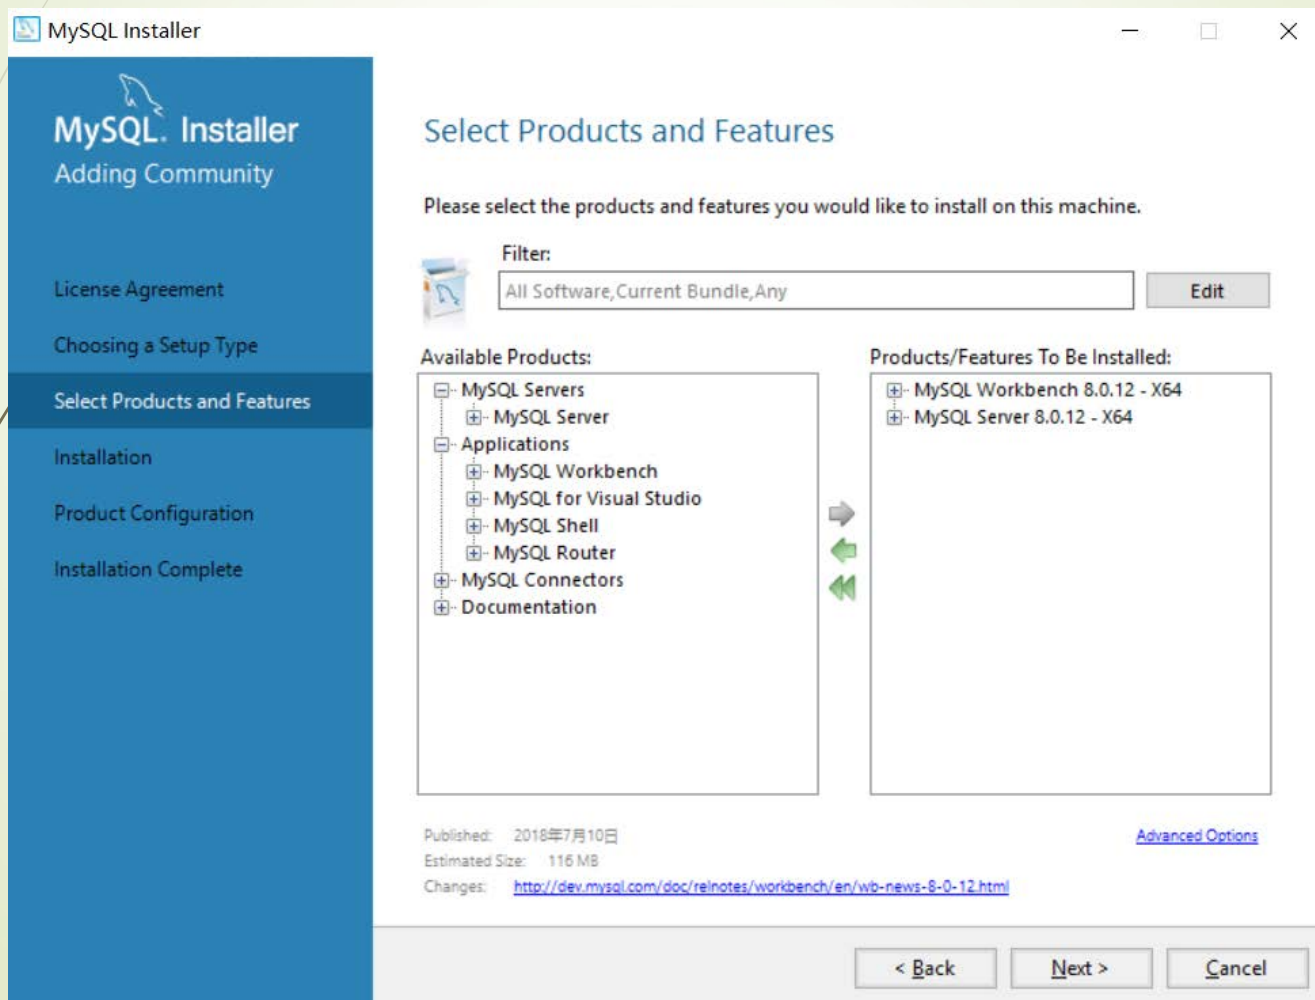 MySQL Installer
MySQL. Installer
Adding Community
License Agreement
Choosing a Setup Type
Select Products and Features
Installation
Product Configuration
Installation Complete
Select Products and Features
Please select the products and features you would like to install on this machine.
Filter:
All Software,Current Bundle,Any
Edit
Available Products:
MySQL Servers
MySQL Server
Applications
MySQL Workbench
MySQL for Visual Studio
MySQL Shell
MySQL Router
MySQL Connectors
Documentation
Products/Features To Be Installed:
MySQL Workbench 8.0.12 - X64
MySQL Server 8.0.12 - X64
Published: 2018年7月10日
Advanced Options
Estimated Size: 116 MB
Changes: http://dev.mysql.com/doc/relnotes/workbench/en/wb-news-8-0-12.html
< Back
Next >
Cancel